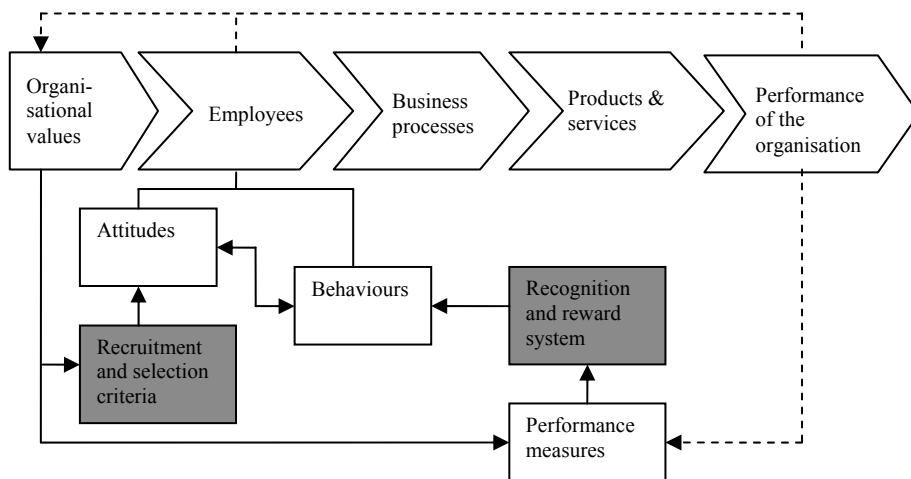 Organi-
sational
values
Employees
Business
processes
Products &
services
Performance
of the
organisation
Attitudes
Behaviours
Recognition
and reward
system
Recruitment
and selection
criteria
Performance
measures